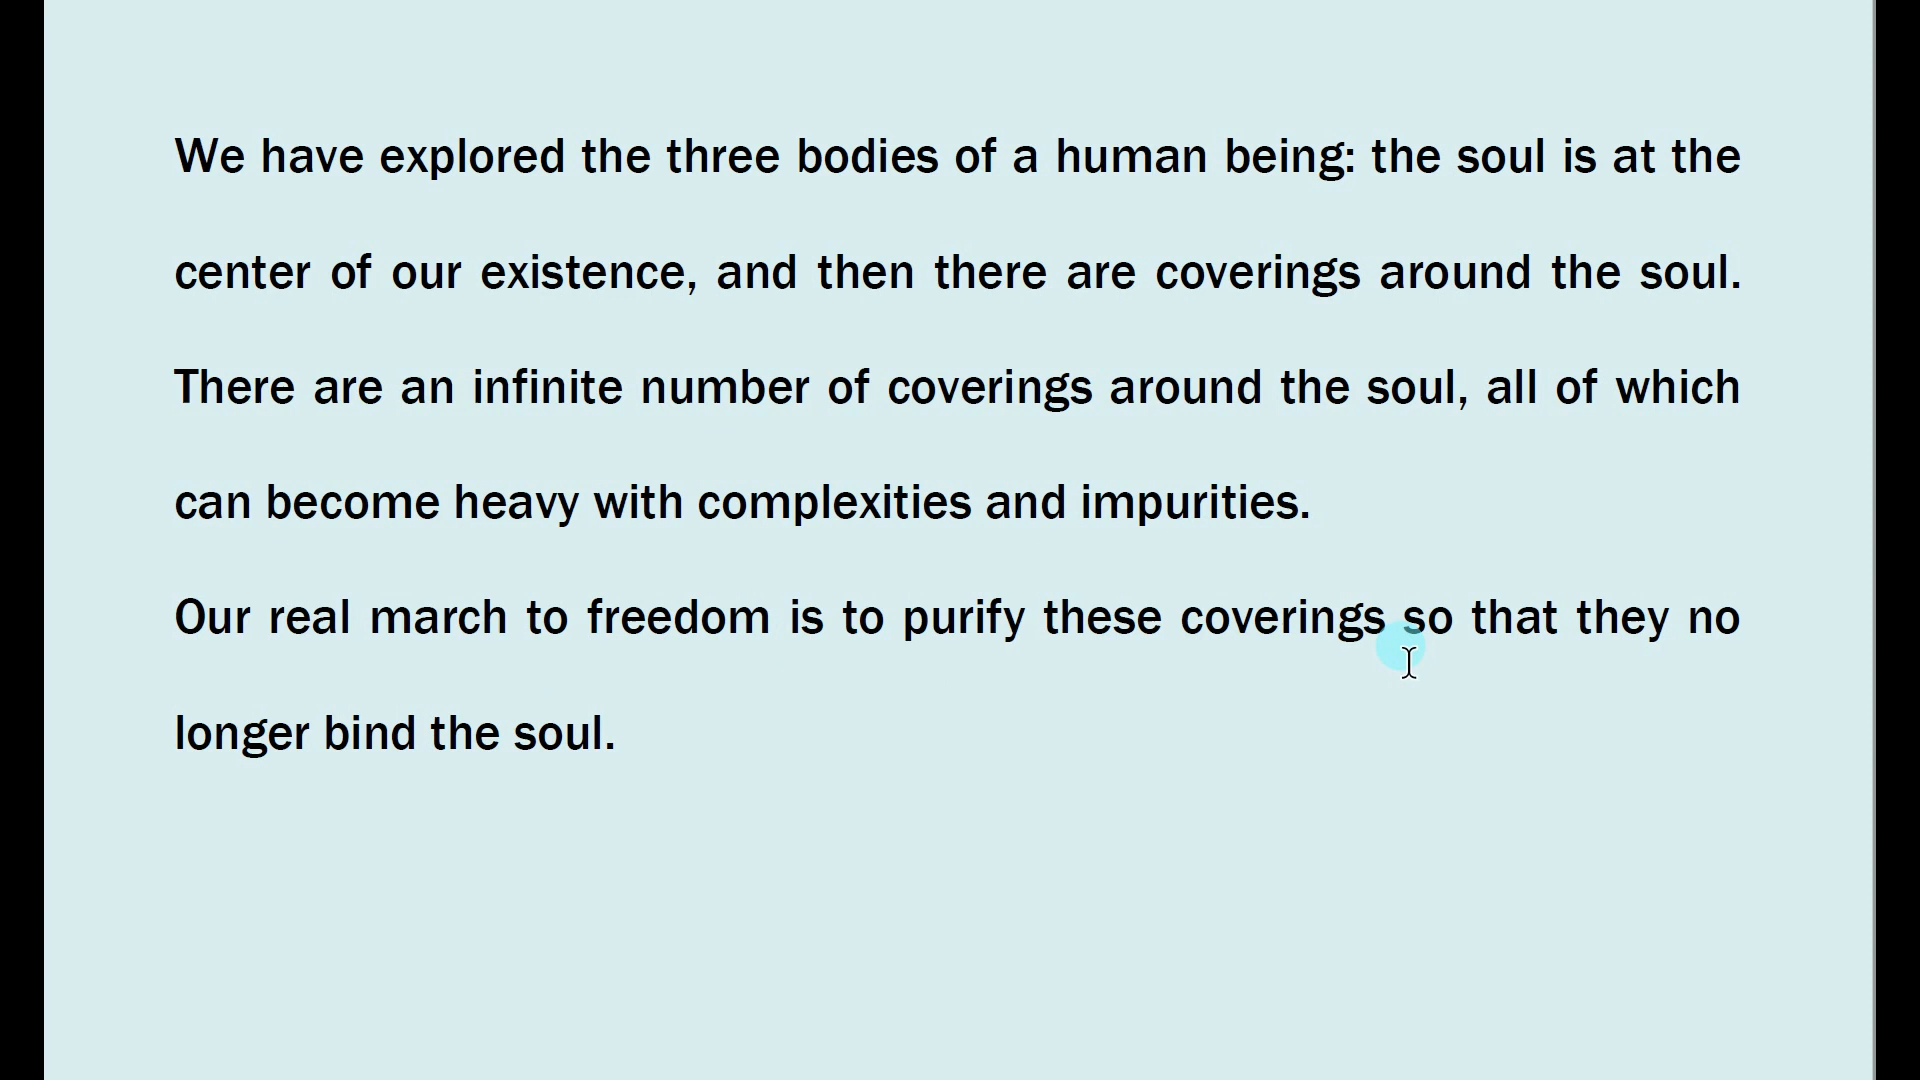 We have explored the three bodies of a human being: the soul is at the
center of our existence, and then there are coverings around the soul.
There are an infinite number of coverings around the soul, all of which
can become heavy with complexities and impurities.
Our real march to freedom is to purify these coverings so that they no
longer bind the soul.